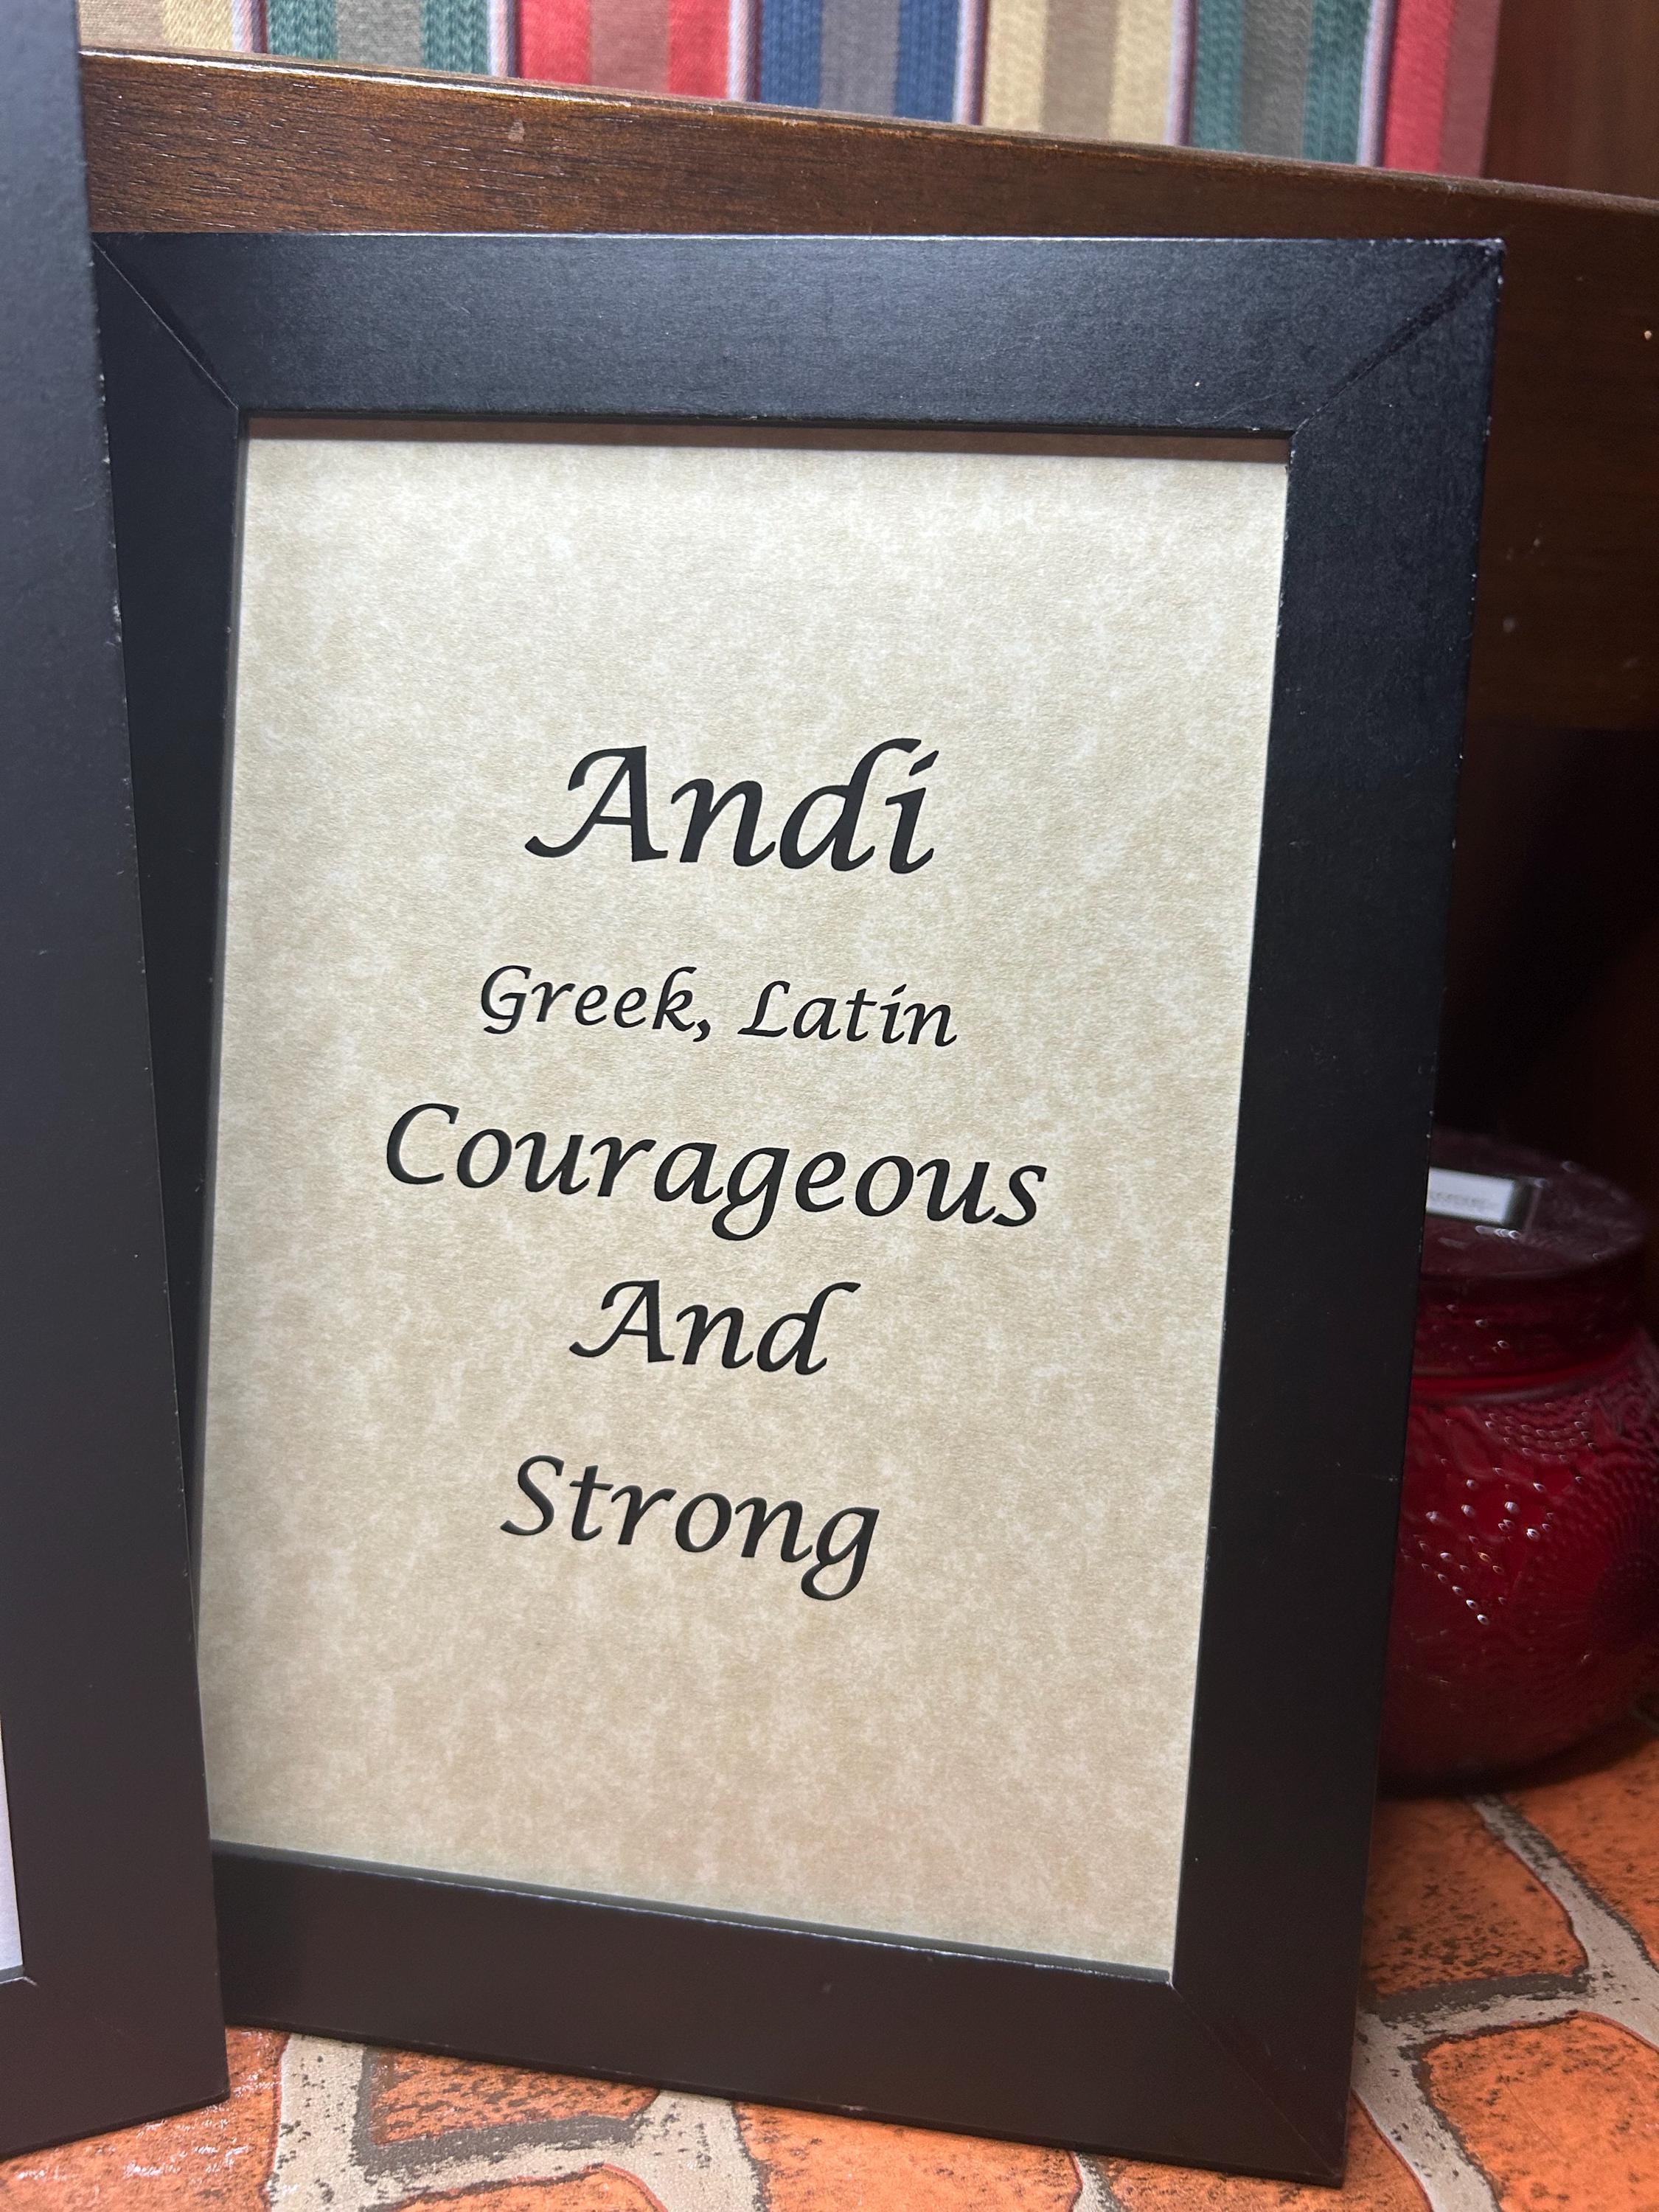 Andi
Greek, Latin
Courageous
And
Strong